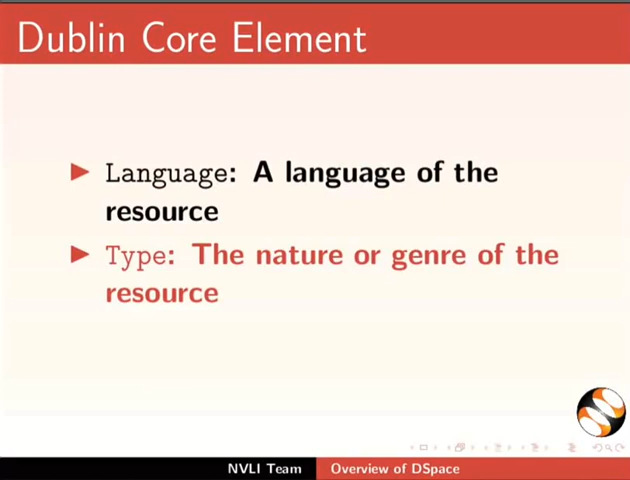 Dublin Core Element
Language: A language of the
resource
Type: The nature or genre of the
resource
NVLI Team Overview of DSpace